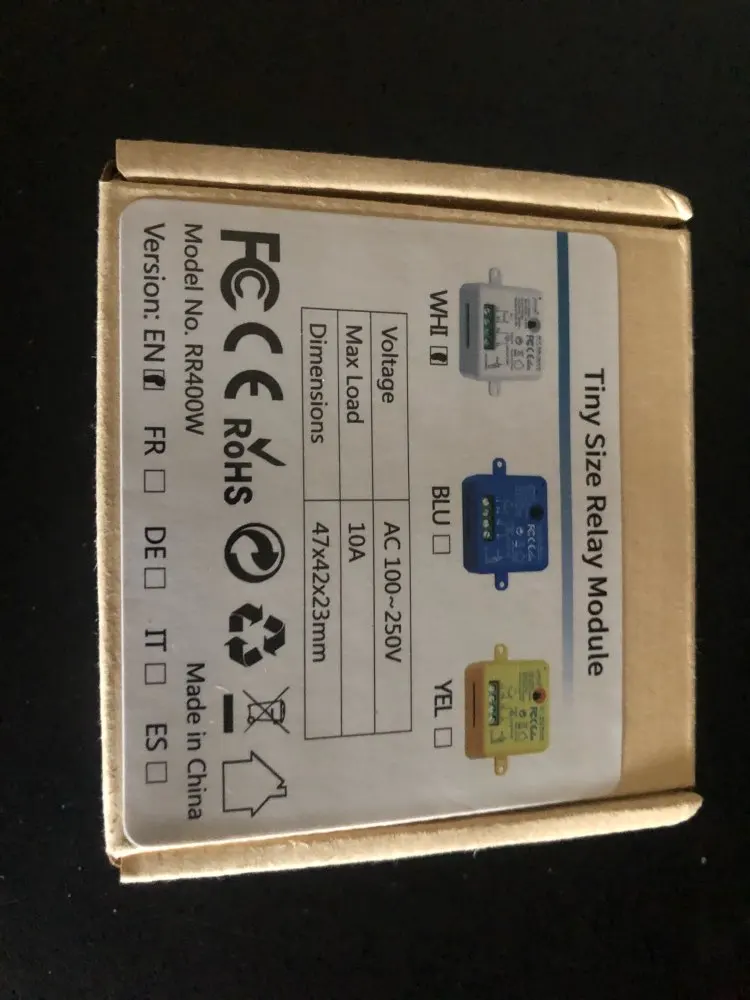 Tiny Size Relay Module
WHI ☑ BLU ☐ YEL ☐
Voltage AC 100~250V
Max Load 10A
Dimensions 47x42x23mm
FC CE RoHS
Model No. RR400W Made in China
Version: EN ☑ FR ☐ DE ☐ IT ☐ ES ☐